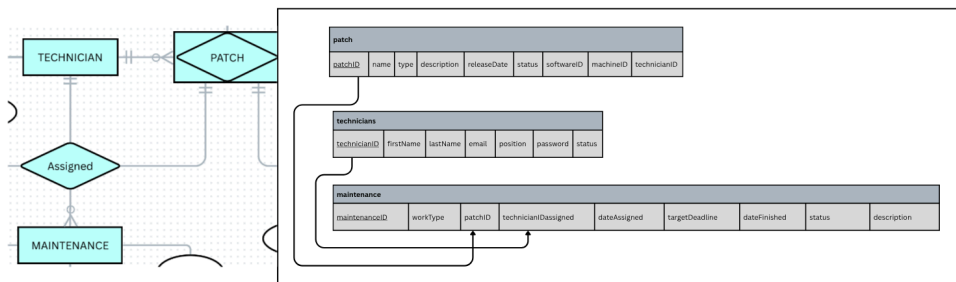 TECHNICIAN
PATCH
Assigned
MAINTENANCE
patch
patchID name type description releaseDate status softwareID machineID technicianID
technicians
technicianID firstName lastName email position password status
maintenance
maintenanceID workType patchID technicianIDassigned dateAssigned targetDeadline dateFinished status description